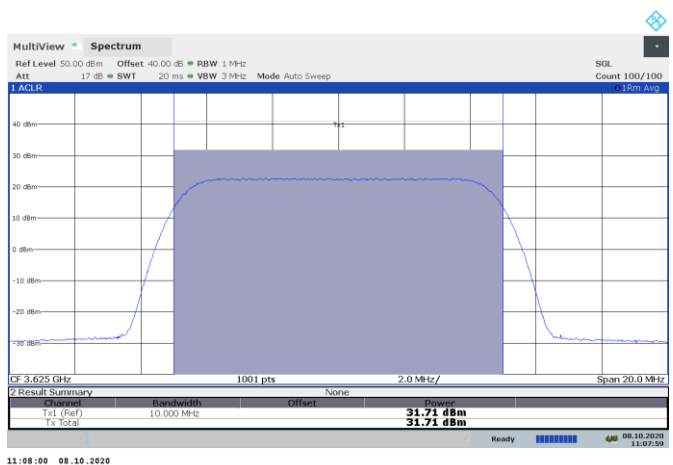 MultiView Spectrum
Ref Level 50.00 dBm Offset 40.00 dB RBW 1 MHz SGL
Att 17 dB SWT 20 ms VBW 3 MHz Mode Auto Sweep Count 100/100
1 ACLR 1Rm Avg
40 dBm
Tx1
30 dBm
20 dBm
10 dBm
0 dBm
-10 dBm
-20 dBm
-30 dBm
CF 3.625 GHz 1001 pts 2.0 MHz/ Span 20.0 MHz
2 Result Summary None
Channel Bandwidth Offset Power
Tx1 (Ref) 10.000 MHz 31.71 dBm
Tx Total 31.71 dBm
Ready 08.10.2020
11:07:59
11:08:00 08.10.2020